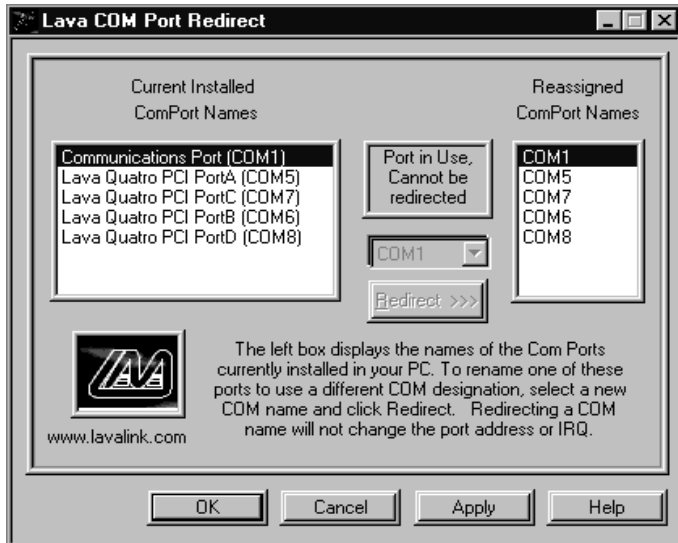 Lava COM Port Redirect
Current Installed
ComPort Names
Reassigned
ComPort Names
Communications Port (COM1)
Lava Quatro PCI PortA (COM5)
Lava Quatro PCI PortC (COM7)
Lava Quatro PCI PortB (COM6)
Lava Quatro PCI PortD (COM8)
Port in Use,
Cannot be
redirected
COM1
Redirect >>>
COM1
COM5
COM7
COM6
COM8
LAVA
www.lavalink.com
The left box displays the names of the Com Ports
currently installed in your PC. To rename one of these
ports to use a different COM designation, select a new
COM name and click Redirect. Redirecting a COM
name will not change the port address or IRQ.
OK
Cancel
Apply
Help